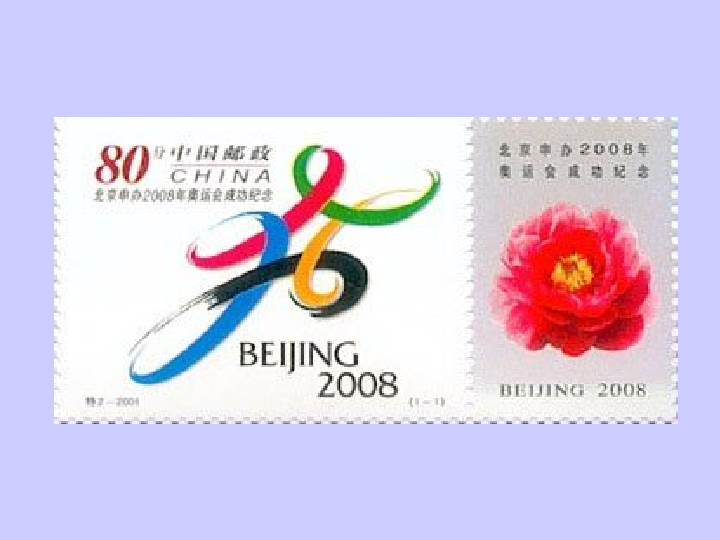 80分 中国邮政
CHINA
北京申办2008年奥运会成功纪念
BEIJING
2008
特2-2001
(1-1)
北京申办2008年
奥运会成功纪念
BEIJING 2008